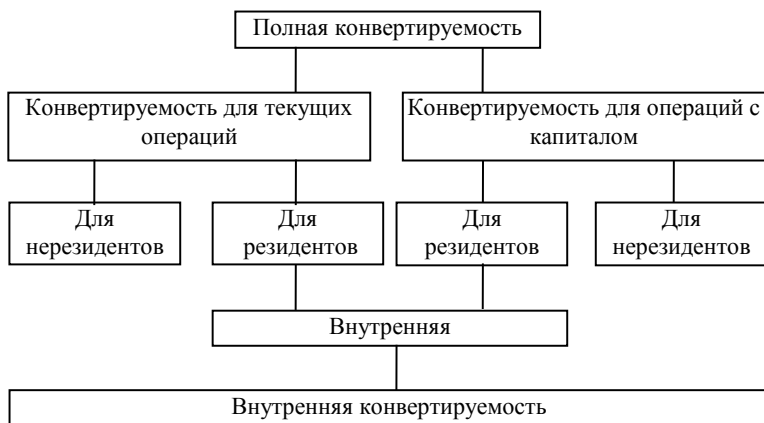 Полная конвертируемость
Конвертируемость для текущих
операций
Конвертируемость для операций с
капиталом
Для
нерезидентов
Для
резидентов
Для
резидентов
Для
нерезидентов
Внутренняя
Внутренняя конвертируемость